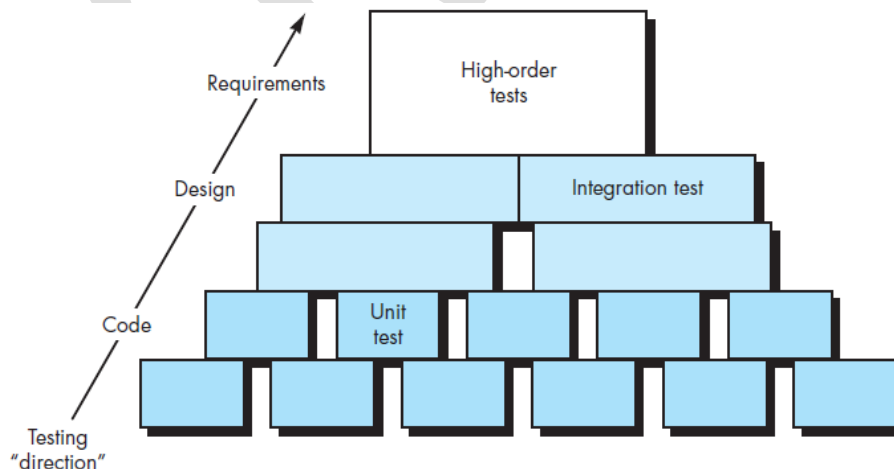 Requirements
High-order
tests
Design
Integration test
Code
Unit
test
Testing
“direction”